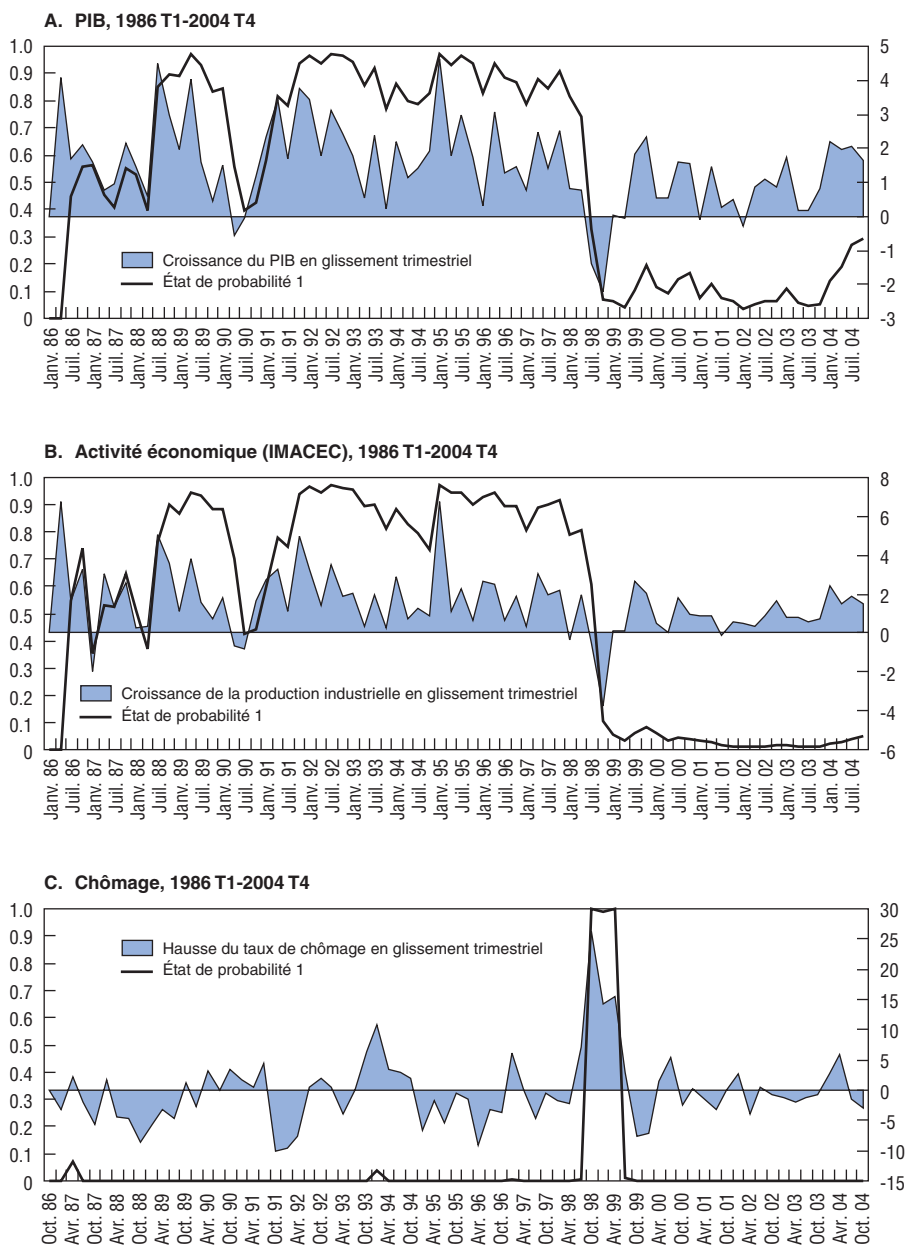 A. PIB, 1986 T1-2004 T4
1.0 5
0.9 4
0.8 3
0.7 2
0.6 1
0.5 0
0.4 -1
0.3 -2
0.2 -3
0.1
0
Croissance du PIB en glissement trimestriel
État de probabilité 1
Janv. 86 Juil. 86 Janv. 87 Juil. 87 Janv. 88 Juil. 88 Janv. 89 Juil. 89 Janv. 90 Juil. 90 Janv. 91 Juil. 91 Janv. 92 Juil. 92 Janv. 93 Juil. 93 Janv. 94 Juil. 94 Janv. 95 Juil. 95 Janv. 96 Juil. 96 Janv. 97 Juil. 97 Janv. 98 Juil. 98 Janv. 99 Juil. 99 Janv. 00 Juil. 00 Janv. 01 Juil. 01 Janv. 02 Juil. 02 Janv. 03 Juil. 03 Janv. 04 Juil. 04
B. Activité économique (IMACEC), 1986 T1-2004 T4
1.0 8
0.9 6
0.8 4
0.7 2
0.6 0
0.5 -2
0.4 -4
0.3 -6
0.2
0.1
0
Croissance de la production industrielle en glissement trimestriel
État de probabilité 1
Janv. 86 Juil. 86 Janv. 87 Juil. 87 Janv. 88 Juil. 88 Janv. 89 Juil. 89 Janv. 90 Juil. 90 Janv. 91 Juil. 91 Janv. 92 Juil. 92 Janv. 93 Juil. 93 Janv. 94 Juil. 94 Janv. 95 Juil. 95 Janv. 96 Juil. 96 Janv. 97 Juil. 97 Janv. 98 Juil. 98 Janv. 99 Juil. 99 Janv. 00 Juil. 00 Janv. 01 Juil. 01 Janv. 02 Juil. 02 Janv. 03 Juil. 03 Jan. 04 Juil. 04
C. Chômage, 1986 T1-2004 T4
1.0 30
0.9 25
0.8 20
0.7 15
0.6 10
0.5 5
0.4 0
0.3 -5
0.2 -10
0.1 -15
0
Hausse du taux de chômage en glissement trimestriel
État de probabilité 1
Oct. 86 Avr. 87 Oct. 87 Avr. 88 Oct. 88 Avr. 89 Oct. 89 Avr. 90 Oct. 90 Avr. 91 Oct. 91 Avr. 92 Oct. 92 Avr. 93 Oct. 93 Avr. 94 Oct. 94 Avr. 95 Oct. 95 Avr. 96 Oct. 96 Avr. 97 Oct. 97 Avr. 98 Oct. 98 Avr. 99 Oct. 99 Avr. 00 Oct. 00 Avr. 01 Oct. 01 Avr. 02 Oct. 02 Avr. 03 Oct. 03 Avr. 04 Oct. 04